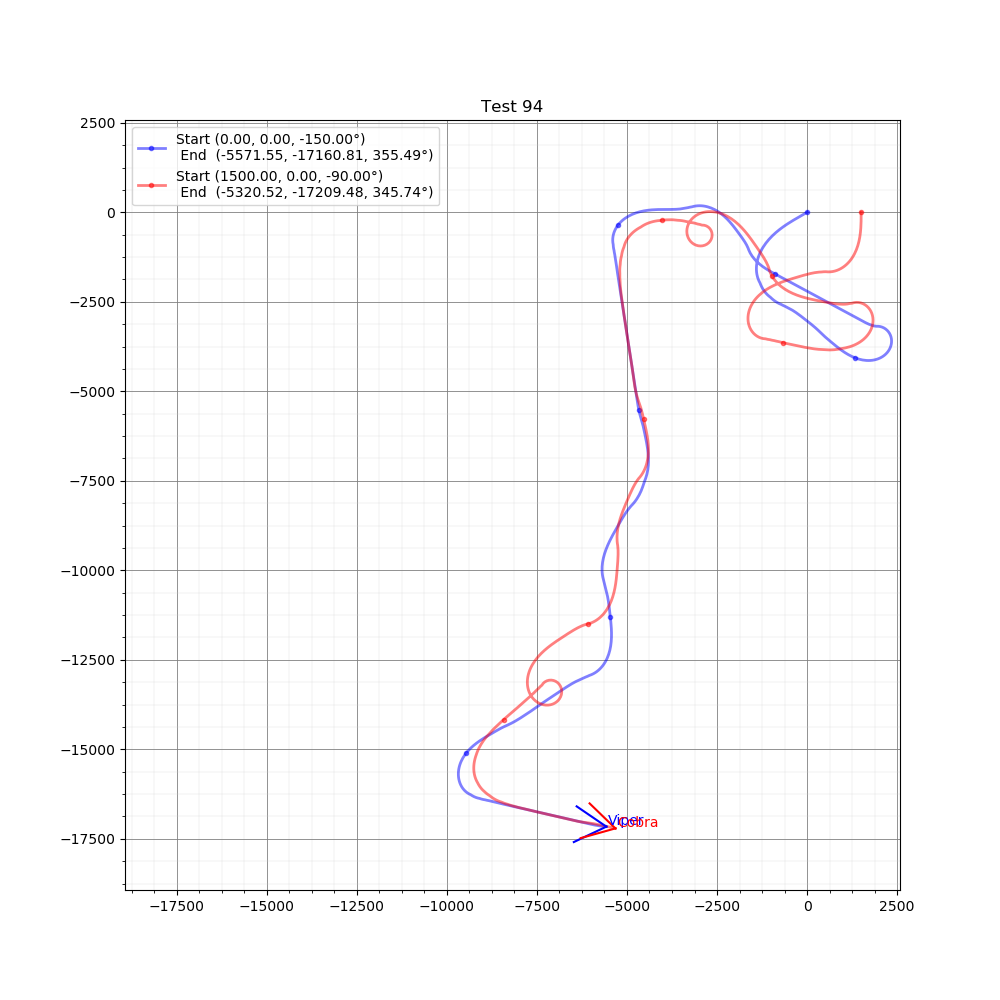 Test 94
Start (0.00, 0.00, -150.00°)
End (-5571.55, -17160.81, 355.49°)
Start (1500.00, 0.00, -90.00°)
End (-5320.52, -17209.48, 345.74°)
2500
0
−2500
−5000
−7500
−10000
−12500
−15000
−17500
Viper
Cobra
−17500 −15000 −12500 −10000 −7500 −5000 −2500 0 2500